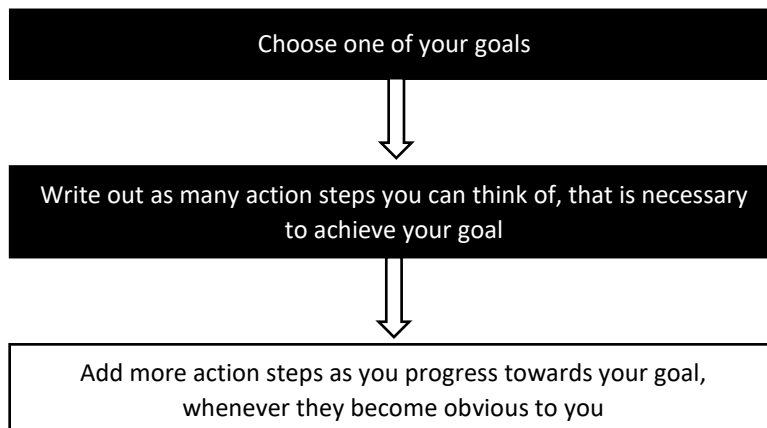 Choose one of your goals
Write out as many action steps you can think of, that is necessary
to achieve your goal
Add more action steps as you progress towards your goal,
whenever they become obvious to you